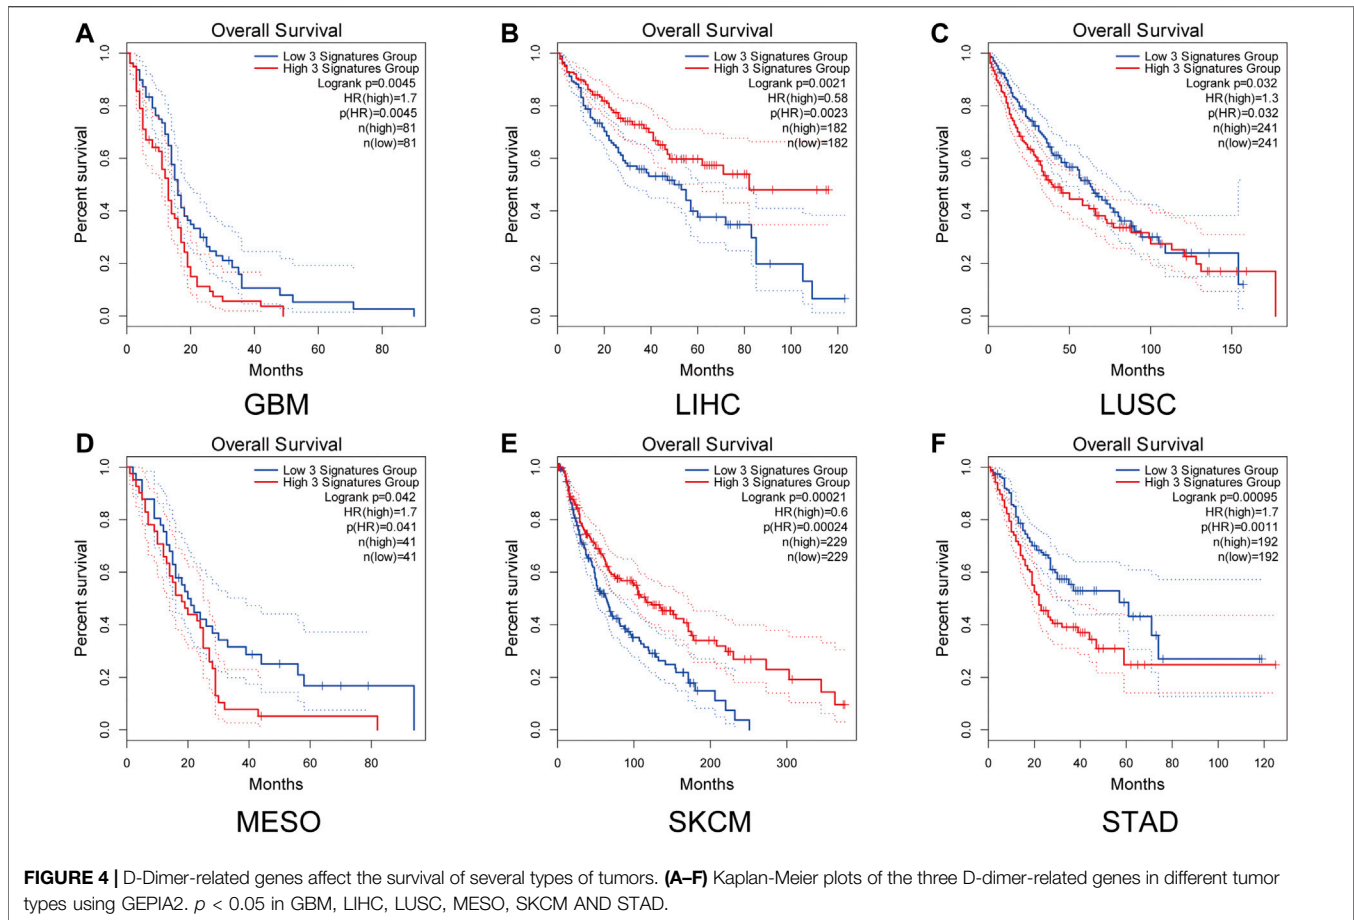 A
Overall Survival
Low 3 Signatures Group
High 3 Signatures Group
Logrank p=0.0045
HR(high)=1.7
p(HR)=0.0045
n(high)=81
n(low)=81
Percent survival
0.0 0.2 0.4 0.6 0.8 1.0
0 20 40 60 80
Months
GBM
B
Overall Survival
Low 3 Signatures Group
High 3 Signatures Group
Logrank p=0.0021
HR(high)=0.58
p(HR)=0.0023
n(high)=182
n(low)=182
Percent survival
0.0 0.2 0.4 0.6 0.8 1.0
0 20 40 60 80 100 120
Months
LIHC
C
Overall Survival
Low 3 Signatures Group
High 3 Signatures Group
Logrank p=0.032
HR(high)=1.3
p(HR)=0.032
n(high)=241
n(low)=241
Percent survival
0.0 0.2 0.4 0.6 0.8 1.0
0 50 100 150
Months
LUSC
D
Overall Survival
Low 3 Signatures Group
High 3 Signatures Group
Logrank p=0.042
HR(high)=1.7
p(HR)=0.041
n(high)=41
n(low)=41
Percent survival
0.0 0.2 0.4 0.6 0.8 1.0
0 20 40 60 80
Months
MESO
E
Overall Survival
Low 3 Signatures Group
High 3 Signatures Group
Logrank p=0.00021
HR(high)=0.6
p(HR)=0.00024
n(high)=229
n(low)=229
Percent survival
0.0 0.2 0.4 0.6 0.8 1.0
0 100 200 300
Months
SKCM
F
Overall Survival
Low 3 Signatures Group
High 3 Signatures Group
Logrank p=0.00095
HR(high)=1.7
p(HR)=0.0011
n(high)=192
n(low)=192
Percent survival
0.0 0.2 0.4 0.6 0.8 1.0
0 20 40 60 80 100 120
Months
STAD
FIGURE 4 | D-Dimer-related genes affect the survival of several types of tumors. (A–F) Kaplan-Meier plots of the three D-dimer-related genes in different tumor
types using GEPIA2. p < 0.05 in GBM, LIHC, LUSC, MESO, SKCM AND STAD.